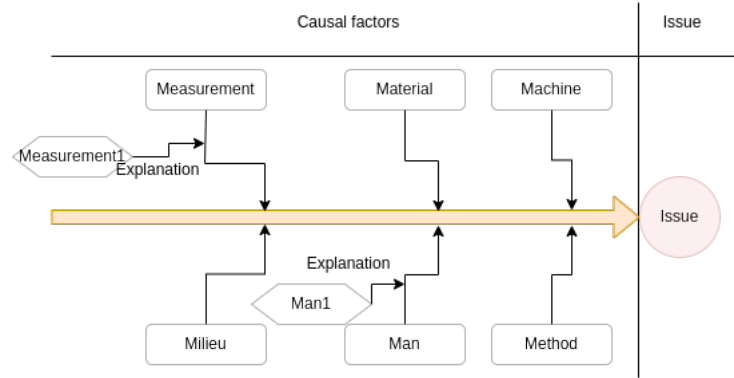 Causal factors
Issue
Measurement
Material
Machine
Measurement1
Explanation
Issue
Explanation
Man1
Milieu
Man
Method